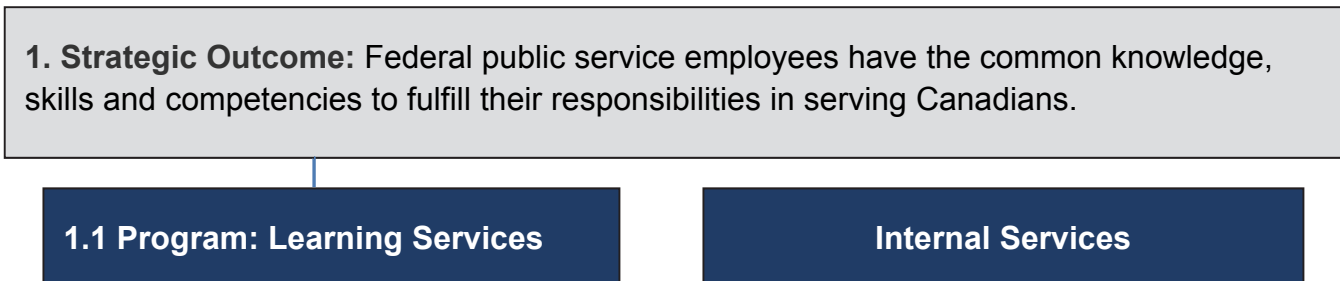 1. Strategic Outcome: Federal public service employees have the common knowledge,
skills and competencies to fulfill their responsibilities in serving Canadians.
1.1 Program: Learning Services
Internal Services